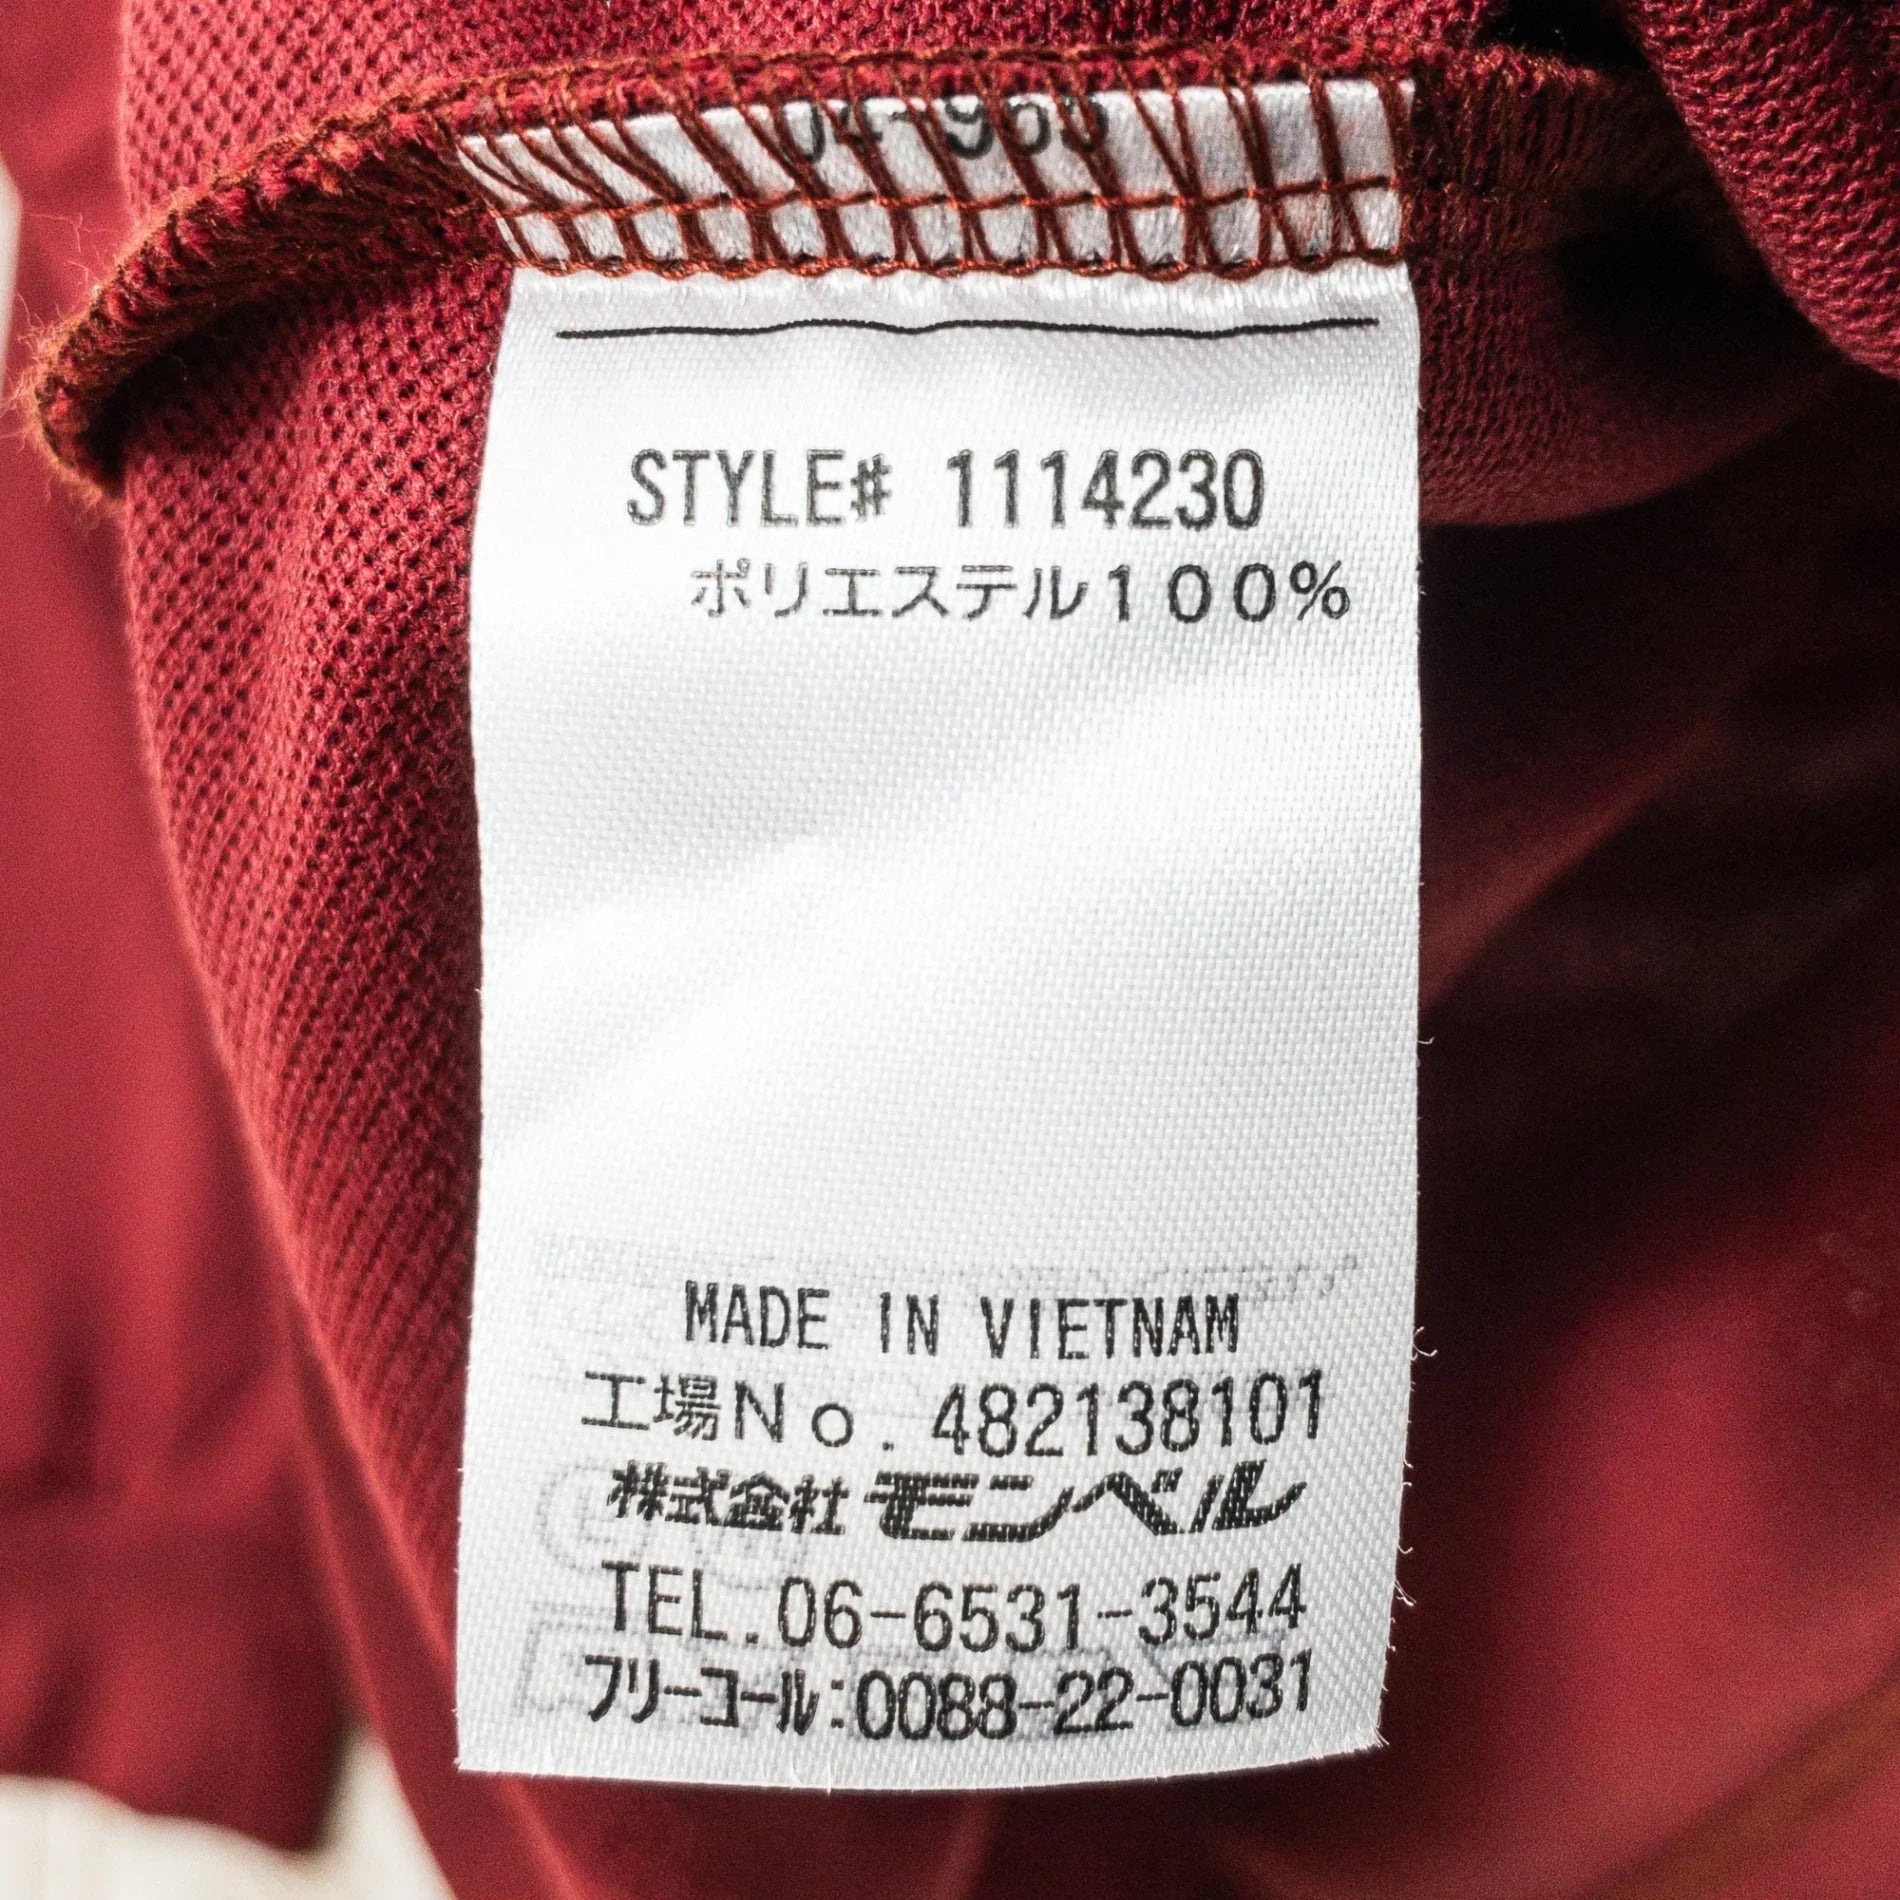 04-965
STYLE# 1114230
ポリエステル100%
MADE IN VIETNAM
工場No.482138101
株式会社モンベル
TEL.06-6531-3544
フリーコール:0088-22-0031